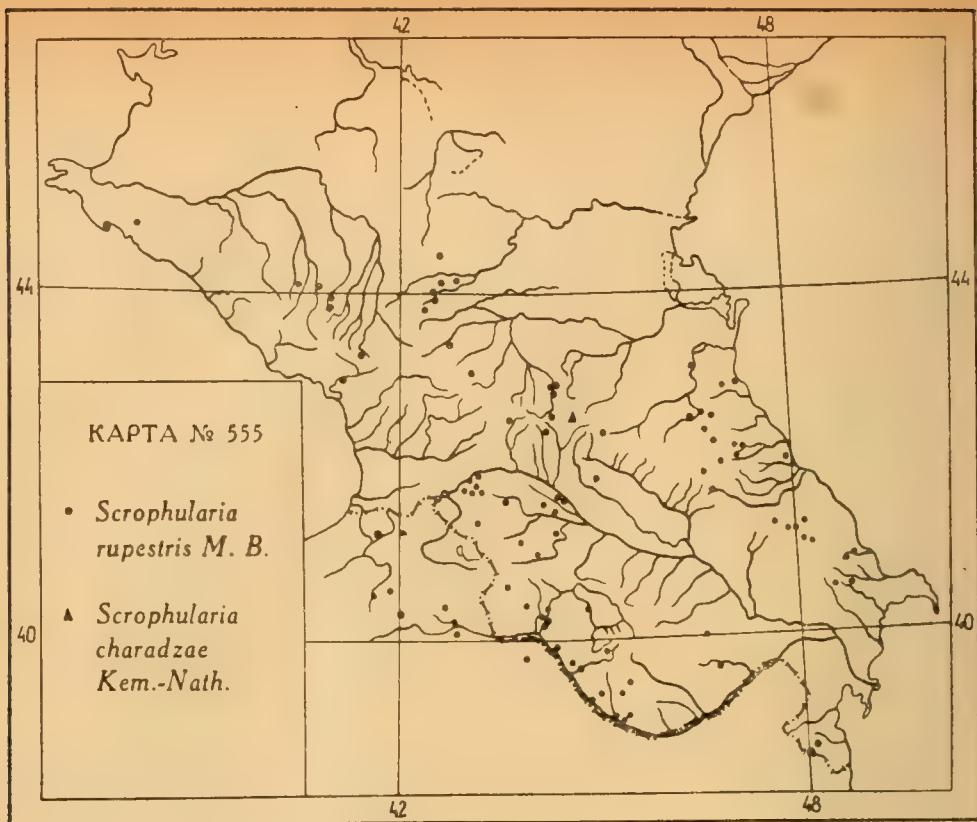 42
48
44
44
КАРТА № 555
Scrophularia
rupestris M. B.
Scrophularia
charadzae
Kem.-Nath.
40
40
42
48